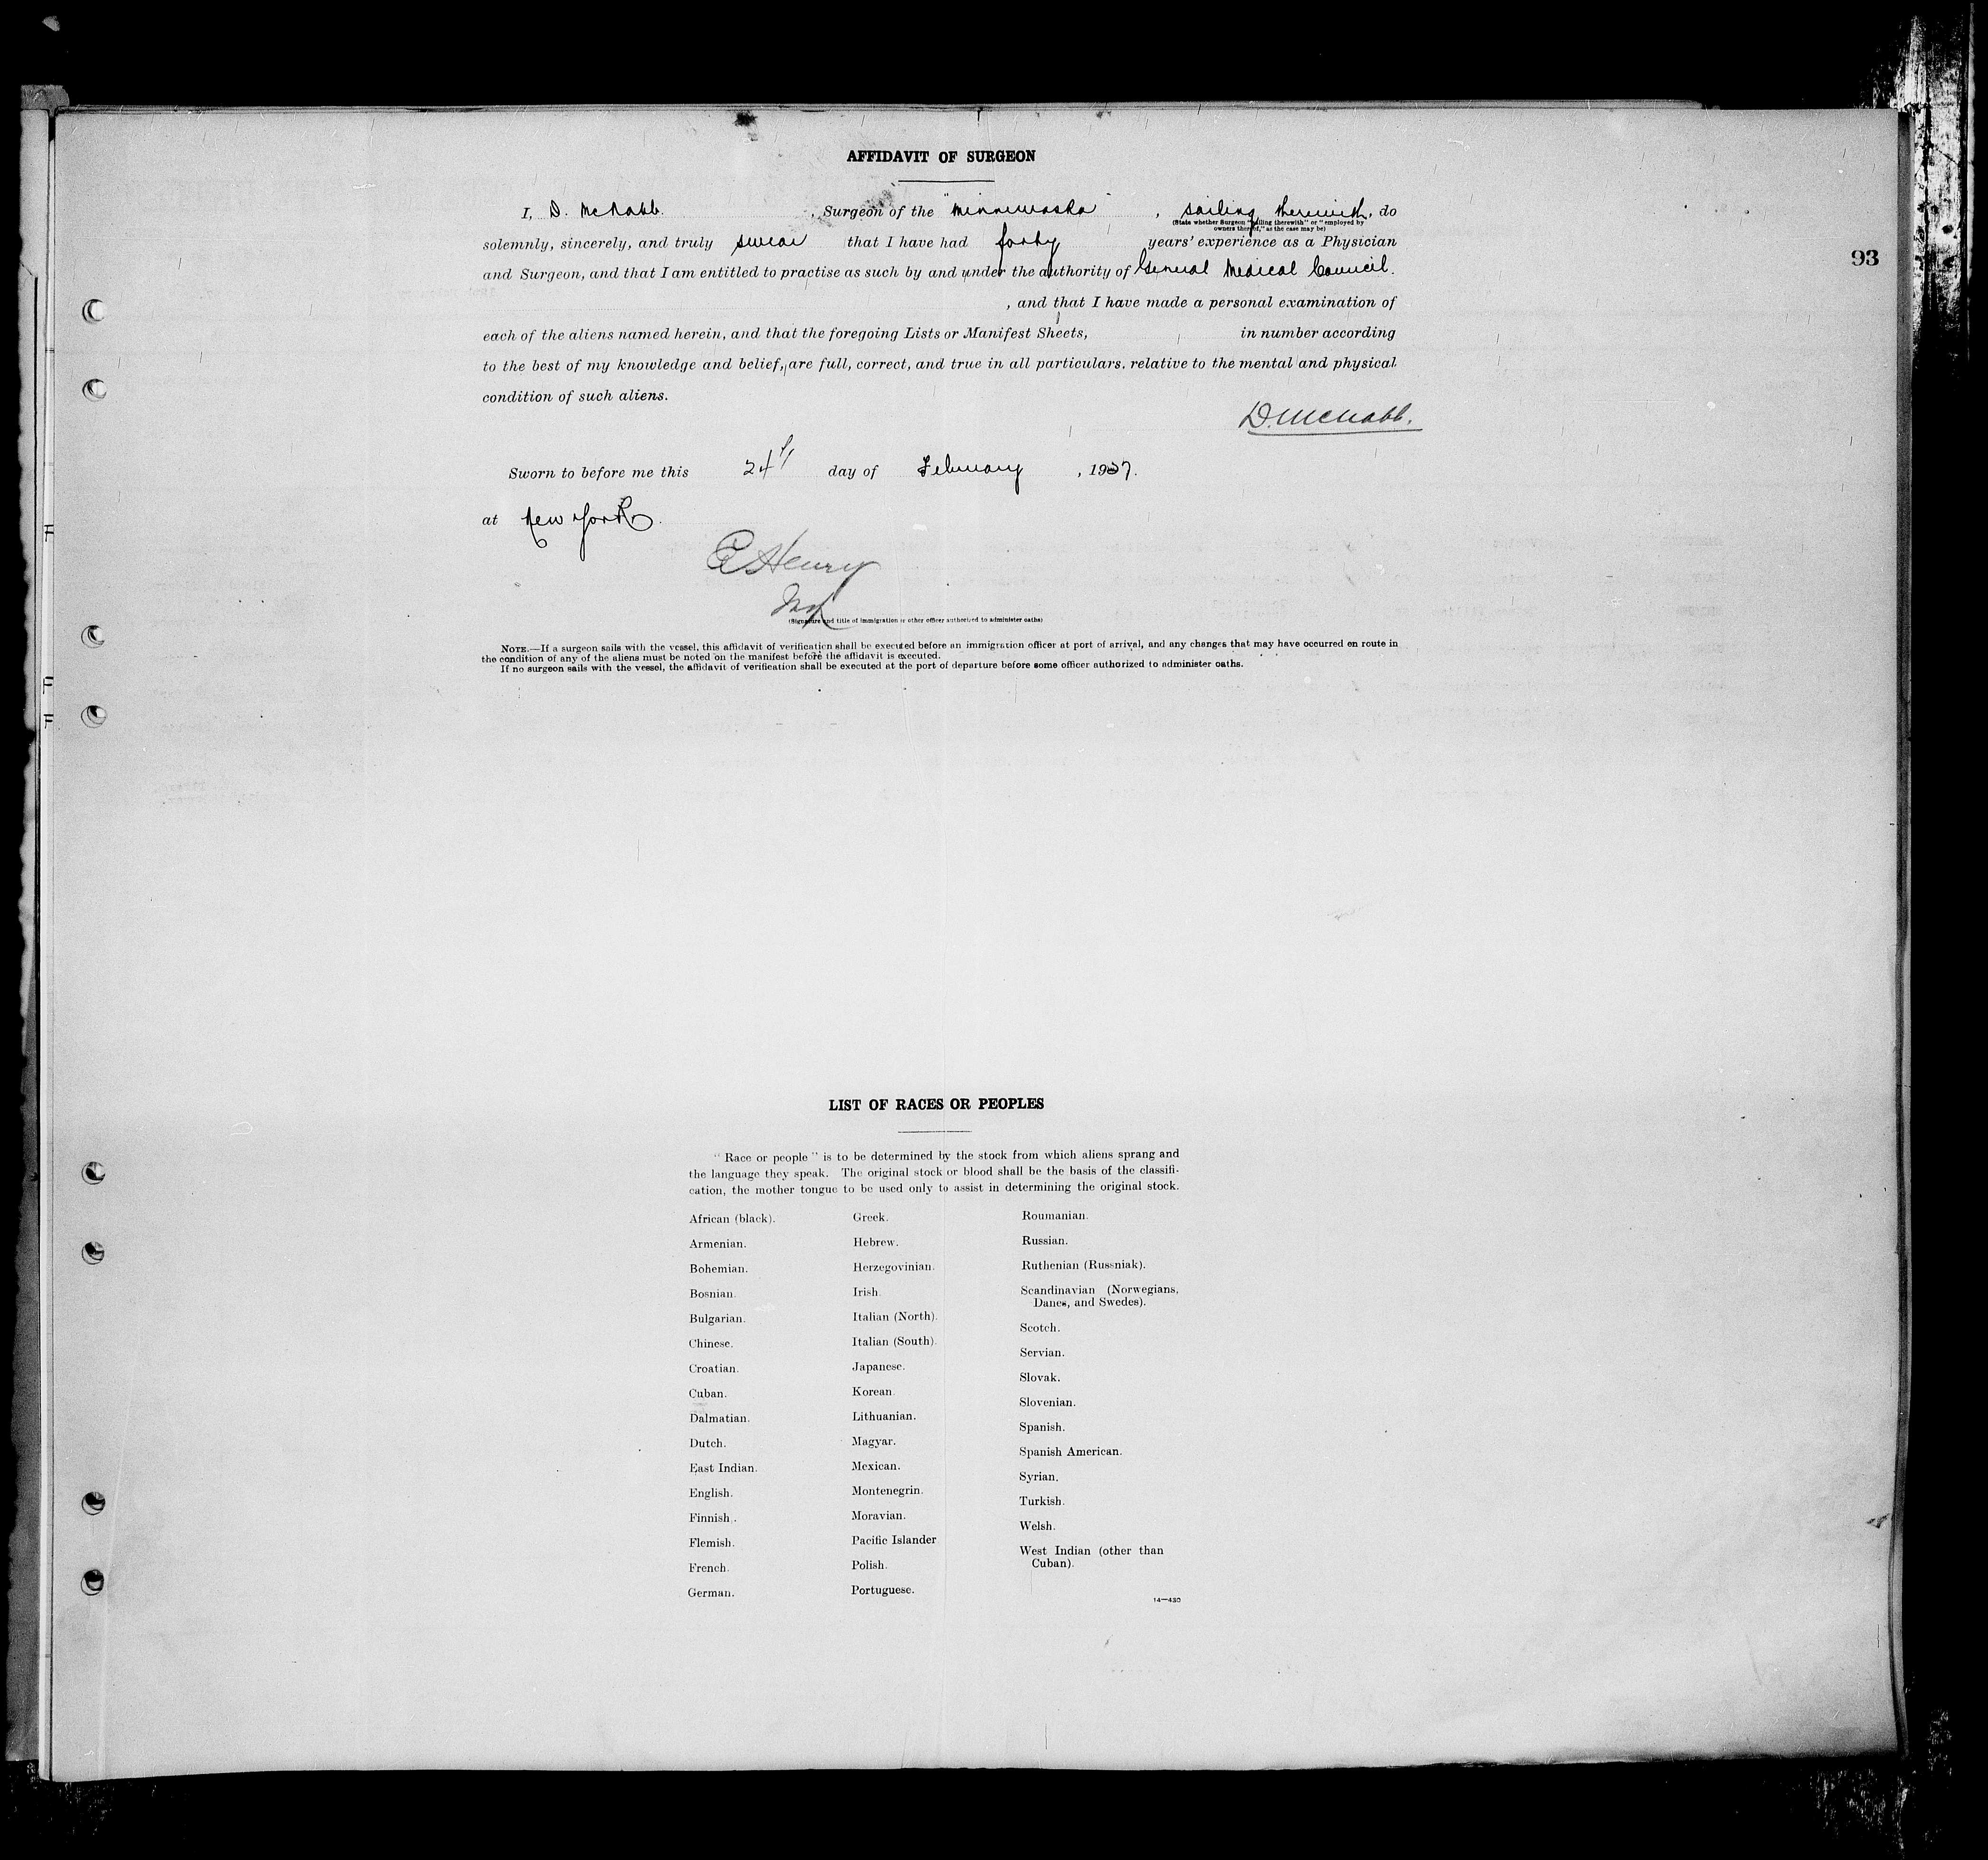 AFFIDAVIT OF SURGEON
I, D. McNabb. , Surgeon of the "Minnewaska" , sailing therewith, do
(State whether Surgeon "sailing therewith" or "employed by
owners thereof," as the case may be)
solemnly, sincerely, and truly swear that I have had forty years' experience as a Physician
93
and Surgeon, and that I am entitled to practise as such by and under the authority of General Medical Council.
, and that I have made a personal examination of
each of the aliens named herein, and that the foregoing Lists or Manifest Sheets, in number according
to the best of my knowledge and belief, are full, correct, and true in all particulars. relative to the mental and physical
condition of such aliens.
D. McNabb.
Sworn to before me this 24th day of February , 1927.
at New York.
Henry
(Signature and title of immigration or other officer authorized to administer oaths)
NOTE.—If a surgeon sails with the vessel, this affidavit of verification shall be executed before an immigration officer at port of arrival, and any changes that may have occurred en route in
the condition of any of the aliens must be noted on the manifest before the affidavit is executed.
If no surgeon sails with the vessel, the affidavit of verification shall be executed at the port of departure before some officer authorized to administer oaths.
LIST OF RACES OR PEOPLES
"Race or people" is to be determined by the stock from which aliens sprang and
the language they speak. The original stock or blood shall be the basis of the classifi-
cation, the mother tongue to be used only to assist in determining the original stock.
African (black).
Armenian.
Bohemian.
Bosnian.
Bulgarian.
Chinese.
Croatian.
Cuban.
Dalmatian.
Dutch.
East Indian.
English.
Finnish.
Flemish.
French.
German.
Greek.
Hebrew.
Herzegovinian.
Irish.
Italian (North).
Italian (South).
Japanese.
Korean.
Lithuanian.
Magyar.
Mexican.
Montenegrin.
Moravian.
Pacific Islander
Polish.
Portuguese.
Roumanian.
Russian.
Ruthenian (Russniak).
Scandinavian (Norwegians,
Danes, and Swedes).
Scotch.
Servian.
Slovak.
Slovenian.
Spanish.
Spanish American.
Syrian.
Turkish.
Welsh.
West Indian (other than
Cuban).
14—430